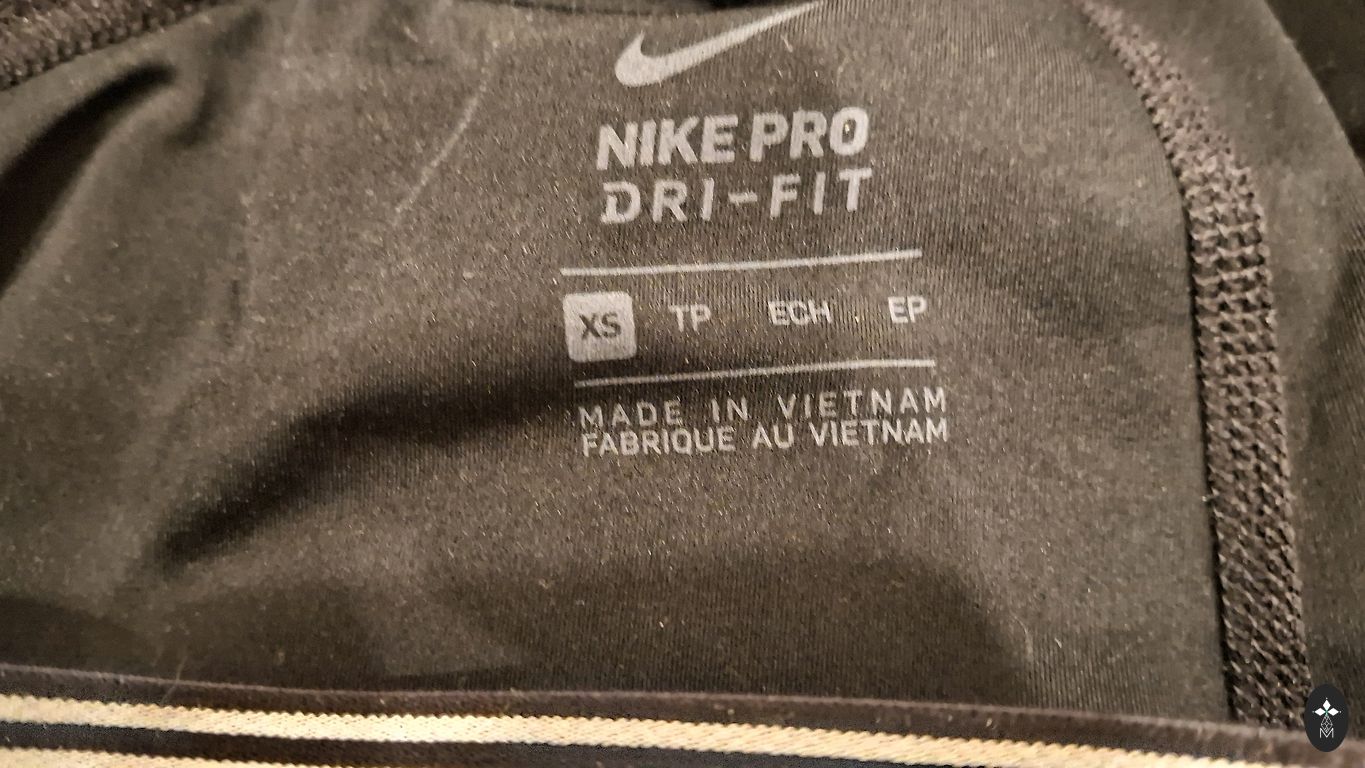 NIKE PRO
DRI-FIT
XS TP ECH EP
MADE IN VIETNAM
FABRIQUE AU VIETNAM
M